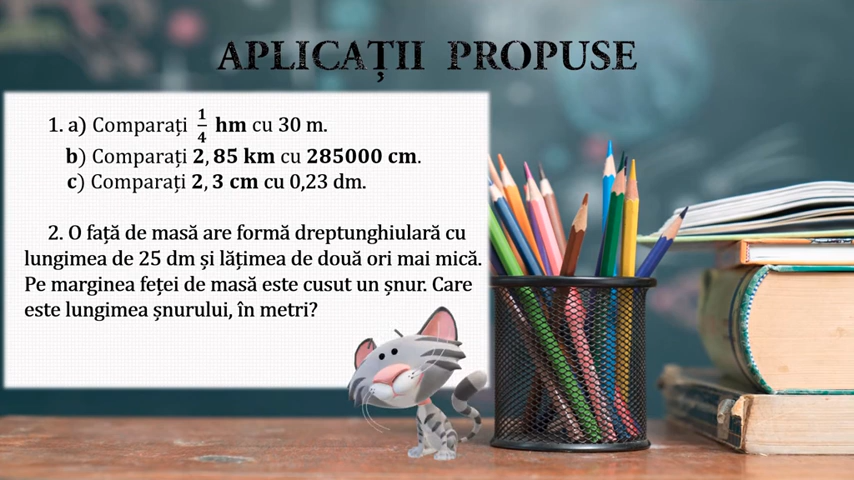 APLICAȚII PROPUSE
1. a) Comparați 1/4 hm cu 30 m.
b) Comparați 2, 85 km cu 285000 cm.
c) Comparați 2, 3 cm cu 0,23 dm.
2. O față de masă are formă dreptunghiulară cu
lungimea de 25 dm și lățimea de două ori mai mică.
Pe marginea feței de masă este cusut un șnur. Care
este lungimea șnurului, în metri?